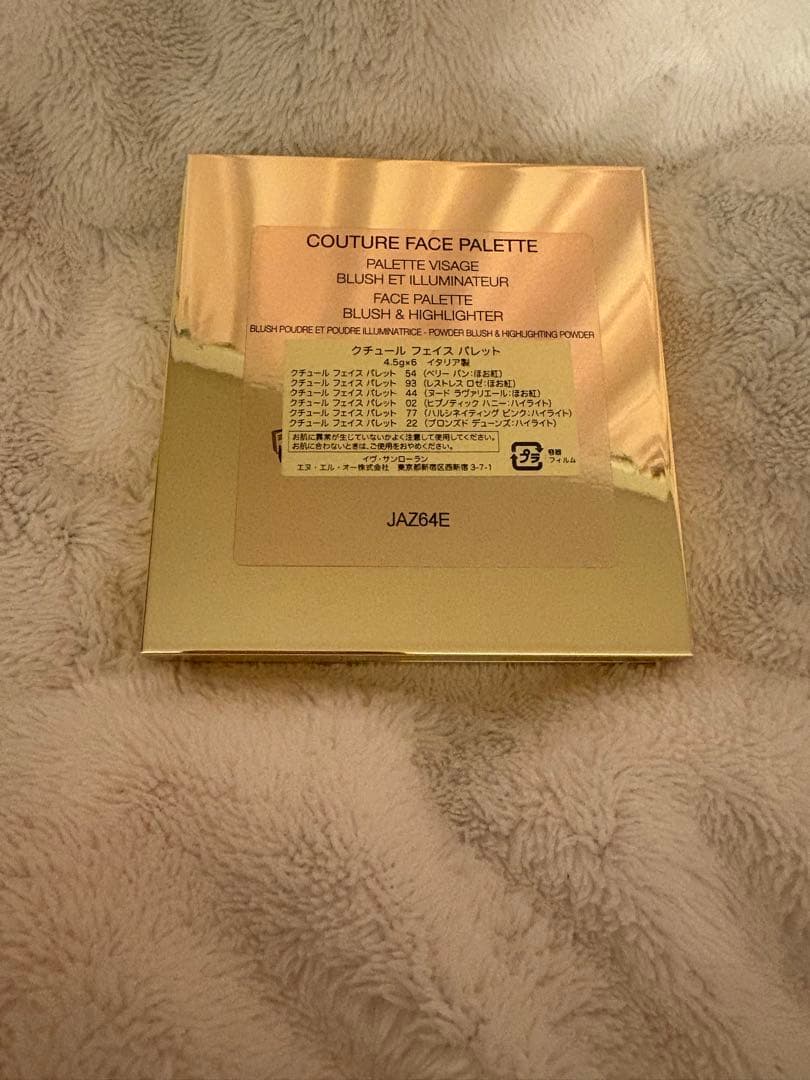 COUTURE FACE PALETTE
PALETTE VISAGE
BLUSH ET ILLUMINATEUR
FACE PALETTE
BLUSH & HIGHLIGHTER
BLUSH POUDRE ET POUDRE ILLUMINATRICE - POWDER BLUSH & HIGHLIGHTING POWDER
クチュール フェイス パレット
4.5g×6 イタリア製
クチュール フェイス パレット 54 (ベリー バン:ほお紅)
クチュール フェイス パレット 93 (レストレス ロゼ:ほお紅)
クチュール フェイス パレット 44 (ヌード ラヴァリエール:ほお紅)
クチュール フェイス パレット 02 (ヒプノティック ハニー:ハイライト)
クチュール フェイス パレット 77 (ハルシネイティング ピンク:ハイライト)
クチュール フェイス パレット 22 (ブロンズド デューンズ:ハイライト)
お肌に異常が生じていないかよく注意して使用してください。
お肌に合わないときは、ご使用をおやめください。
プラ
容器
フィルム
イヴ・サンローラン
エヌ・エル・オー株式会社 東京都新宿区西新宿 3-7-1
JAZ64E